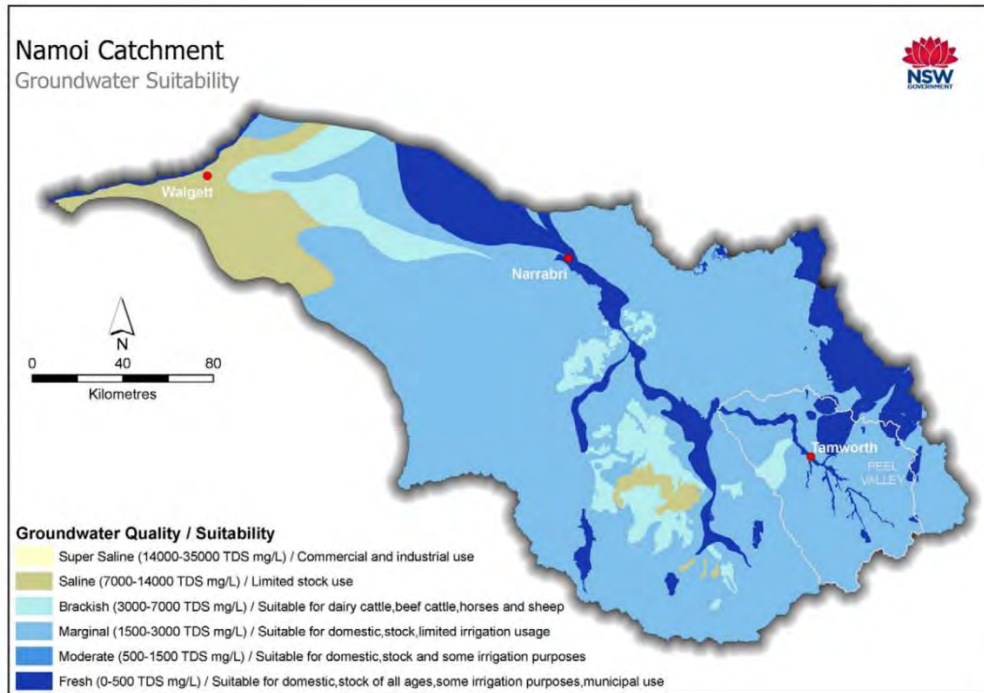 Namoi Catchment
Groundwater Suitability
NSW
GOVERNMENT
Walgett
Narrabri
N
0 40 80
Kilometres
Tamworth
PEEL
VALLEY
Groundwater Quality / Suitability
Super Saline (14000-35000 TDS mg/L) / Commercial and industrial use
Saline (7000-14000 TDS mg/L) / Limited stock use
Brackish (3000-7000 TDS mg/L) / Suitable for dairy cattle,beef cattle,horses and sheep
Marginal (1500-3000 TDS mg/L) / Suitable for domestic,stock,limited irrigation usage
Moderate (500-1500 TDS mg/L) / Suitable for domestic,stock and some irrigation purposes
Fresh (0-500 TDS mg/L) / Suitable for domestic,stock of all ages,some irrigation purposes,municipal use